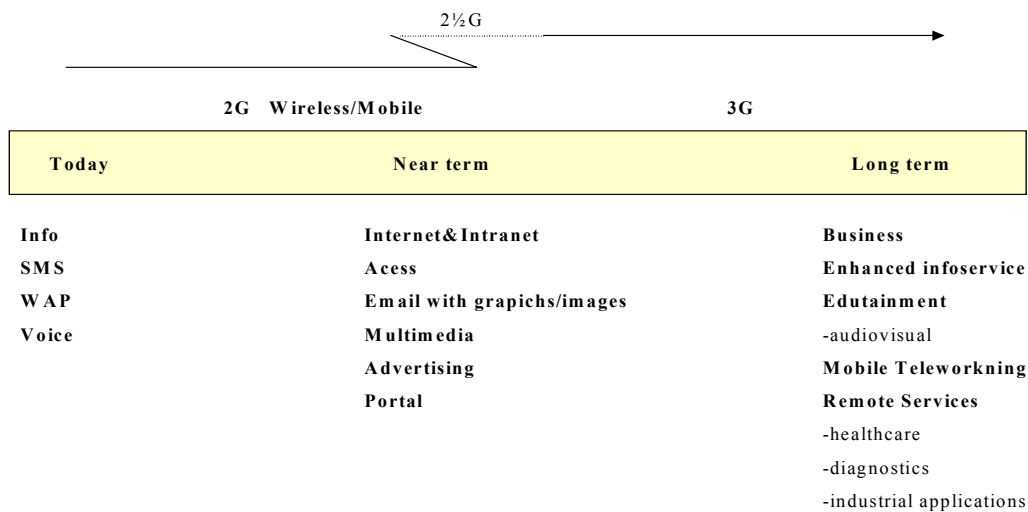 2½G
2G Wireless/Mobile 3G
Today Near term Long term
Info Internet&Intranet Business
SMS Acess Enhanced infoservice
WAP Email with grapichs/images Edutainment
Voice Multimedia -audiovisual
Advertising Mobile Teleworkning
Portal Remote Services
-healthcare
-diagnostics
-industrial applications